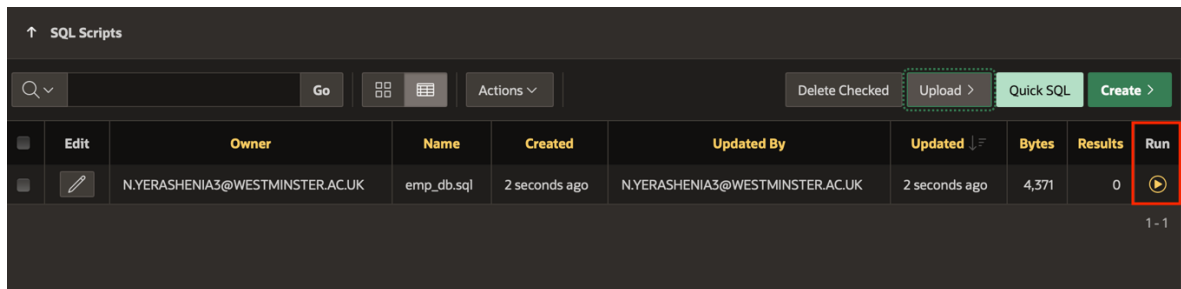 SQL Scripts
Go Actions Delete Checked Upload Quick SQL Create
Edit Owner Name Created Updated By Updated Bytes Results Run
N.YERASHENIA3@WESTMINSTER.AC.UK emp_db.sql 2 seconds ago N.YERASHENIA3@WESTMINSTER.AC.UK 2 seconds ago 4,371 0
1 - 1